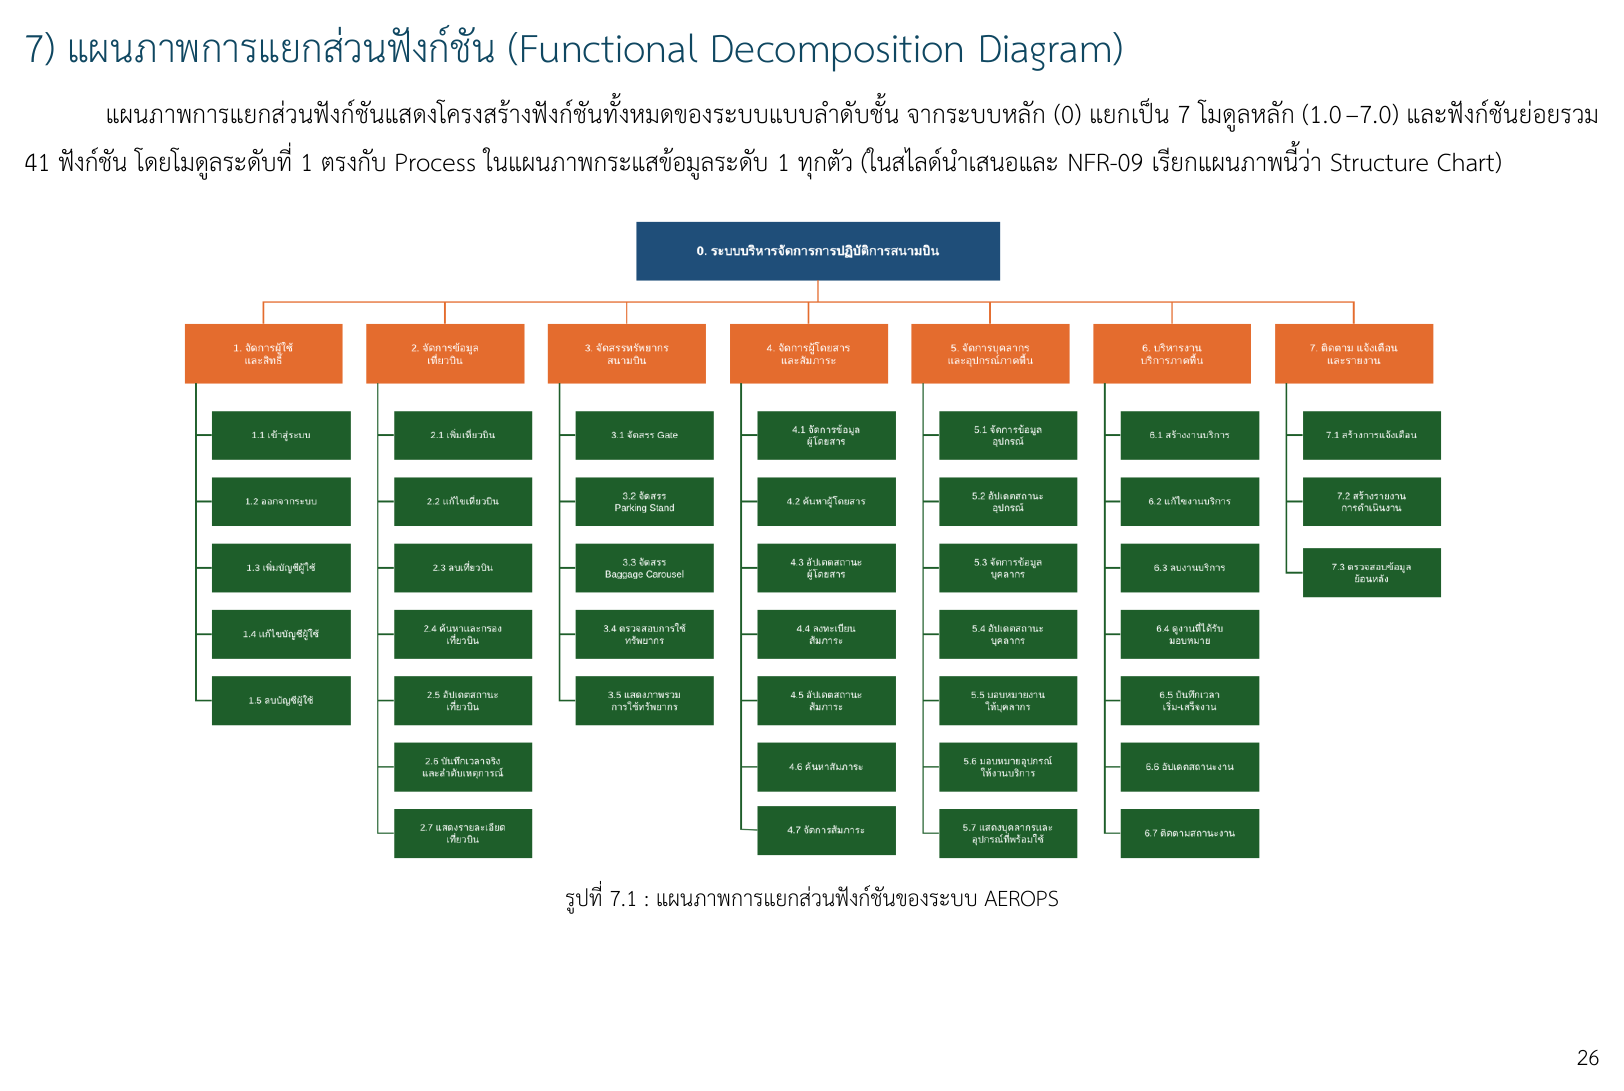 7) แผนภาพการแยกส่วนฟังก์ชัน (Functional Decomposition Diagram)
แผนภาพการแยกส่วนฟังก์ชันแสดงโครงสร้างฟังก์ชันทั้งหมดของระบบแบบลำดับชั้น จากระบบหลัก (0) แยกเป็น 7 โมดูลหลัก (1.0 –7.0) และฟังก์ชันย่อยรวม
41 ฟังก์ชัน โดยโมดูลระดับที่ 1 ตรงกับ Process ในแผนภาพกระแสข้อมูลระดับ 1 ทุกตัว (ในสไลด์นำเสนอและ NFR-09 เรียกแผนภาพนี้ว่า Structure Chart)
0. ระบบบริหารจัดการการปฏิบัติการสนามบิน
1. จัดการผู้ใช้
และสิทธิ์
1.1 เข้าสู่ระบบ
1.2 ออกจากระบบ
1.3 เพิ่มบัญชีผู้ใช้
1.4 แก้ไขบัญชีผู้ใช้
1.5 ลบบัญชีผู้ใช้
2. จัดการข้อมูล
เที่ยวบิน
2.1 เพิ่มเที่ยวบิน
2.2 แก้ไขเที่ยวบิน
2.3 ลบเที่ยวบิน
2.4 ค้นหาและกรอง
เที่ยวบิน
2.5 อัปเดตสถานะ
เที่ยวบิน
2.6 บันทึกเวลาจริง
และลำดับเหตุการณ์
2.7 แสดงรายละเอียด
เที่ยวบิน
3. จัดสรรทรัพยากร
สนามบิน
3.1 จัดสรร Gate
3.2 จัดสรร
Parking Stand
3.3 จัดสรร
Baggage Carousel
3.4 ตรวจสอบการใช้
ทรัพยากร
3.5 แสดงภาพรวม
การใช้ทรัพยากร
4. จัดการผู้โดยสาร
และสัมภาระ
4.1 จัดการข้อมูล
ผู้โดยสาร
4.2 ค้นหาผู้โดยสาร
4.3 อัปเดตสถานะ
ผู้โดยสาร
4.4 ลงทะเบียน
สัมภาระ
4.5 อัปเดตสถานะ
สัมภาระ
4.6 ค้นหาสัมภาระ
4.7 จัดการสัมภาระ
5. จัดการบุคลากร
และอุปกรณ์ภาคพื้น
5.1 จัดการข้อมูล
อุปกรณ์
5.2 อัปเดตสถานะ
อุปกรณ์
5.3 จัดการข้อมูล
บุคลากร
5.4 อัปเดตสถานะ
บุคลากร
5.5 มอบหมายงาน
ให้บุคลากร
5.6 มอบหมายอุปกรณ์
ให้งานบริการ
5.7 แสดงบุคลากรและ
อุปกรณ์ที่พร้อมใช้
6. บริหารงาน
บริการภาคพื้น
6.1 สร้างงานบริการ
6.2 แก้ไขงานบริการ
6.3 ลบงานบริการ
6.4 ดูงานที่ได้รับ
มอบหมาย
6.5 บันทึกเวลา
เริ่ม-เสร็จงาน
6.6 อัปเดตสถานะงาน
6.7 ติดตามสถานะงาน
7. ติดตาม แจ้งเตือน
และรายงาน
7.1 สร้างการแจ้งเตือน
7.2 สร้างรายงาน
การดำเนินงาน
7.3 ตรวจสอบข้อมูล
ย้อนหลัง
รูปที่ 7.1 : แผนภาพการแยกส่วนฟังก์ชันของระบบ AEROPS
26